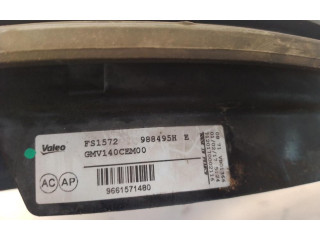 Valeo
FS1572 988495H E
GMV140CEM00
AC AP
9661571480